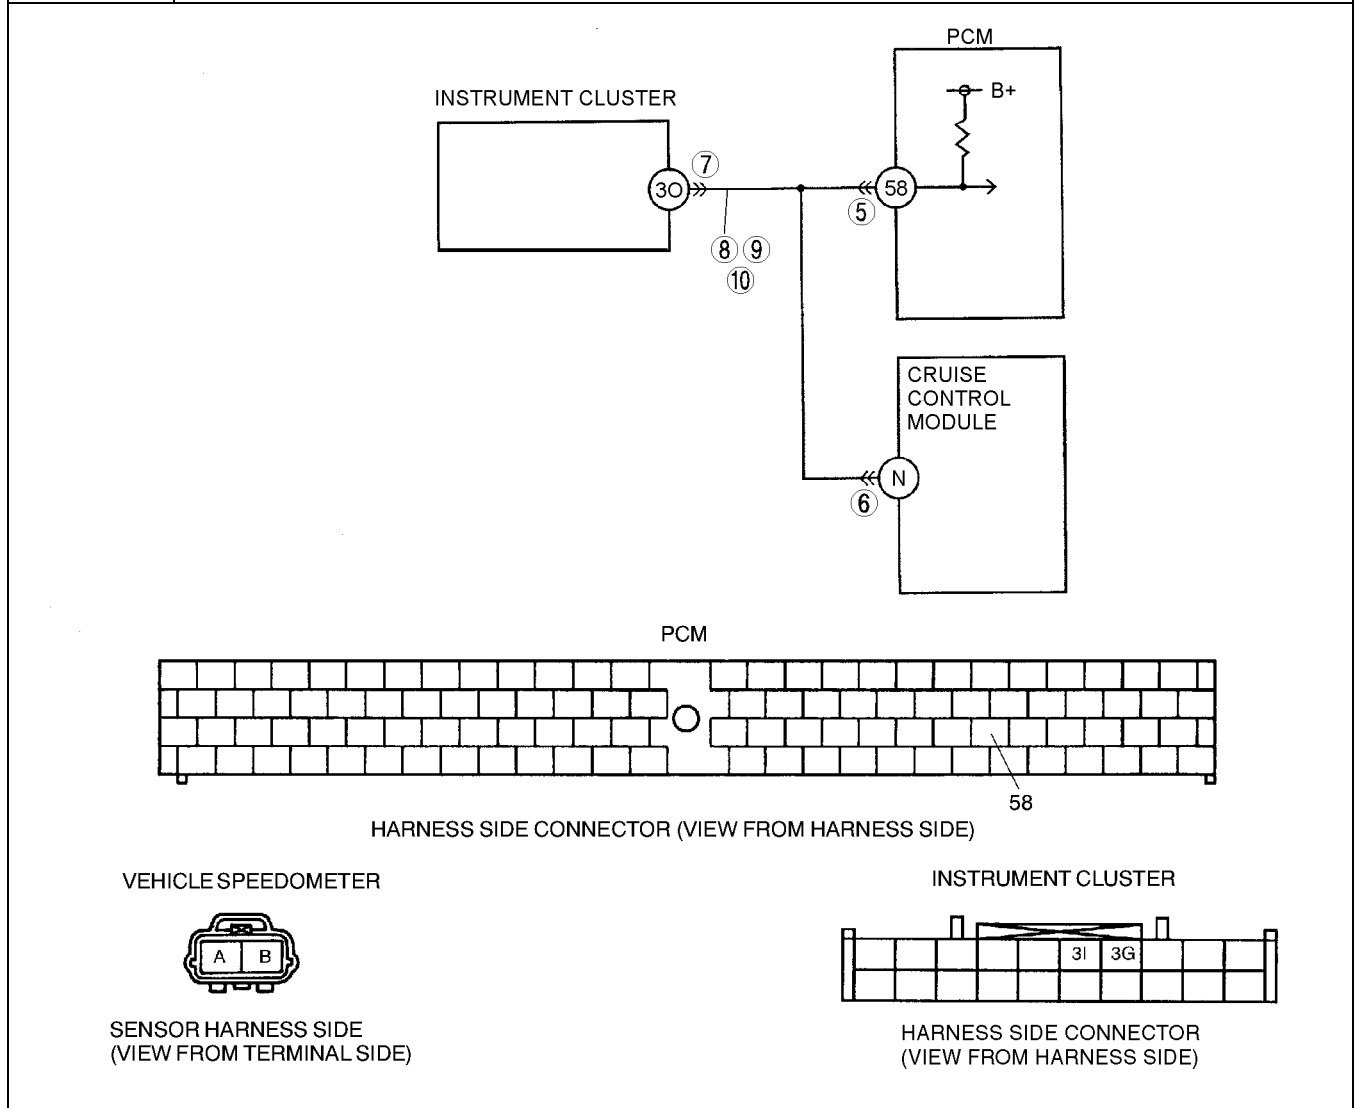 PCM
B+
INSTRUMENT CLUSTER
7
3O
58
5
8 9
10
CRUISE
CONTROL
MODULE
N
6
PCM
58
HARNESS SIDE CONNECTOR (VIEW FROM HARNESS SIDE)
VEHICLE SPEEDOMETER
A B
SENSOR HARNESS SIDE
(VIEW FROM TERMINAL SIDE)
INSTRUMENT CLUSTER
3I 3G
HARNESS SIDE CONNECTOR
(VIEW FROM HARNESS SIDE)